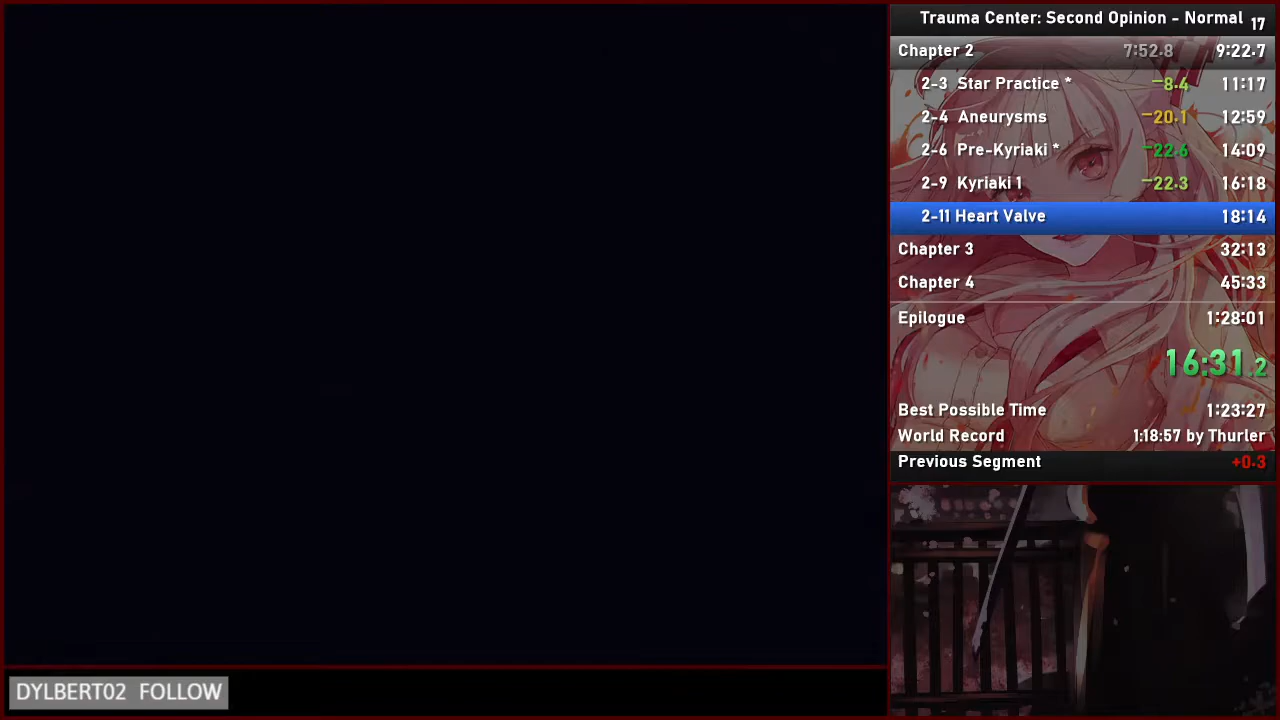 Trauma Center: Second Opinion - Normal 17
Chapter 2 7:52.8 9:22.7
2-3 Star Practice * −8.4 11:17
2-4 Aneurysms −20.1 12:59
2-6 Pre-Kyriaki * −22.6 14:09
2-9 Kyriaki 1 −22.3 16:18
2-11 Heart Valve 18:14
Chapter 3 32:13
Chapter 4 45:33
Epilogue 1:28:01
16:31.2
Best Possible Time 1:23:27
World Record 1:18:57 by Thurler
Previous Segment +0.3
DYLBERT02 FOLLOW